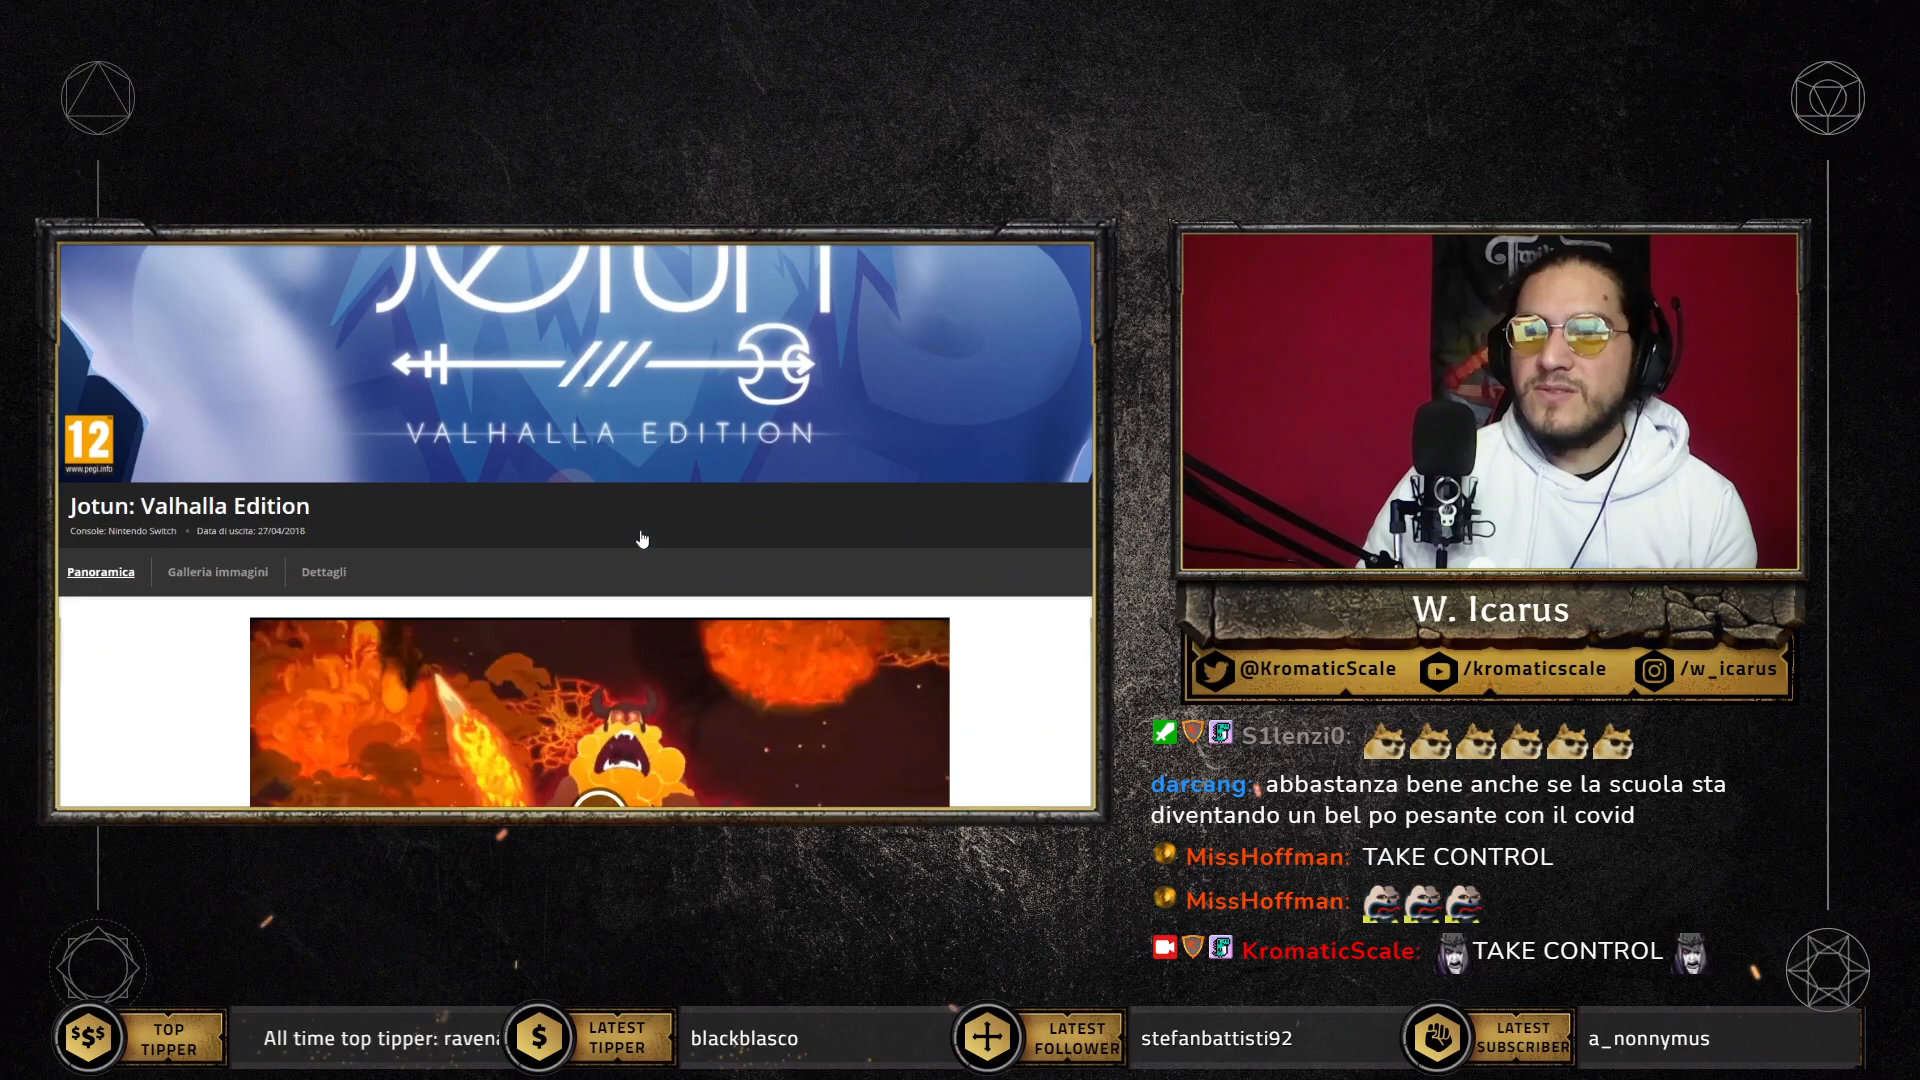 JOTUN
VALHALLA EDITION
12
www.pegi.info
Jotun: Valhalla Edition
Console: Nintendo Switch • Data di uscita: 27/04/2018
Panoramica
Galleria immagini
Dettagli
W. Icarus
@KromaticScale
/kromaticscale
/w_icarus
S1lenzi0:
darcang: abbastanza bene anche se la scuola sta
diventando un bel po pesante con il covid
MissHoffman: TAKE CONTROL
MissHoffman:
KromaticScale: TAKE CONTROL
$$$
TOP
TIPPER
All time top tipper: raven
$
LATEST
TIPPER
blackblasco
LATEST
FOLLOWER
stefanbattisti92
LATEST
SUBSCRIBER
a_nonnymus